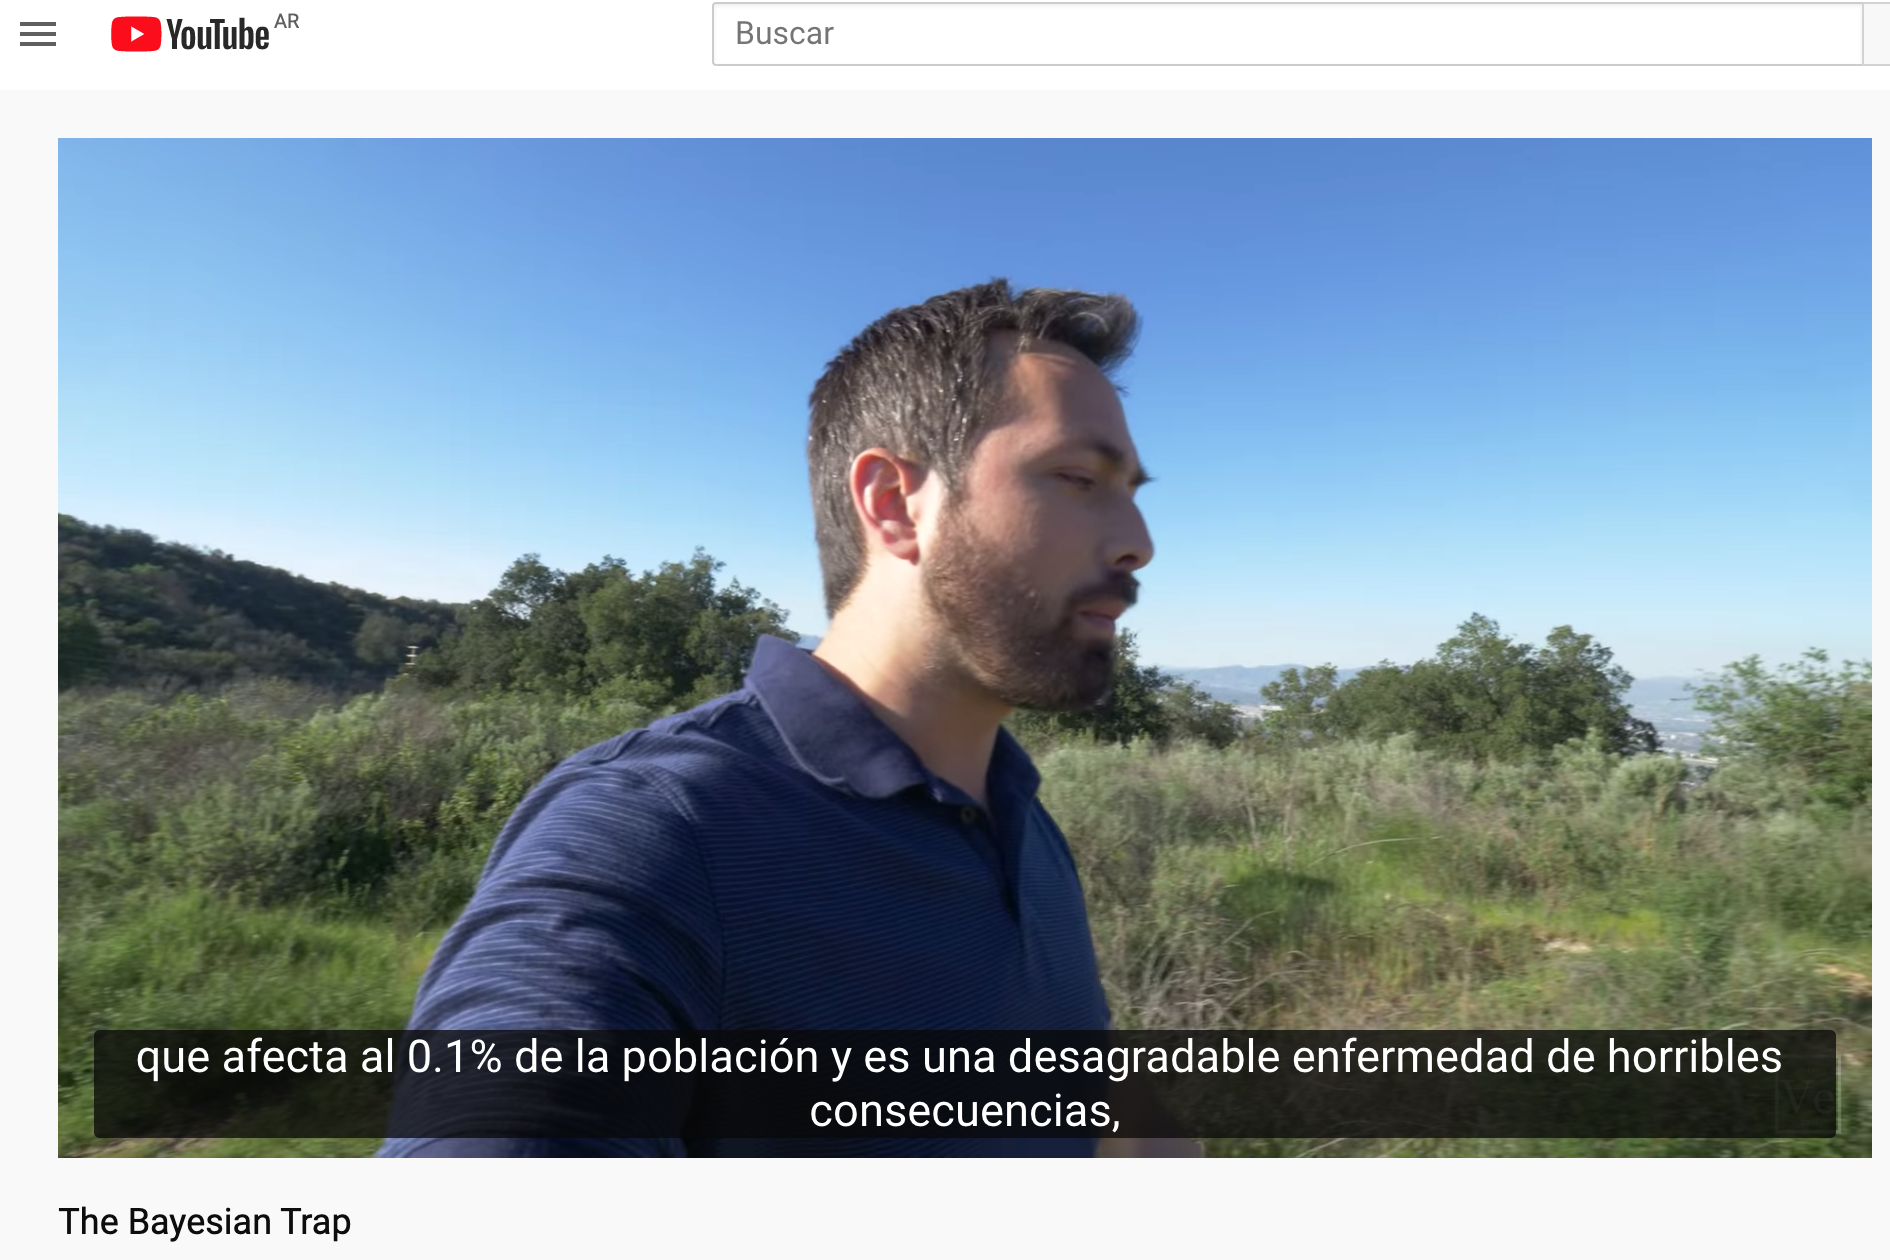 YouTube AR
Buscar
que afecta al 0.1% de la población y es una desagradable enfermedad de horribles
consecuencias,
Ve
The Bayesian Trap